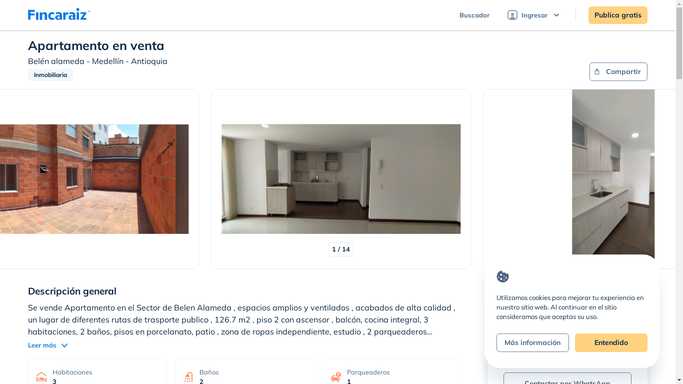 Fincaraiz
Buscador
Ingresar
Publica gratis
Apartamento en venta
Belén alameda - Medellín - Antioquia
Inmobiliaria
Compartir
1 / 14
Descripción general
Se vende Apartamento en el Sector de Belen Alameda , espacios amplios y ventilados , acabados de alta calidad ,
un lugar de diferentes rutas de trasporte publico , 126.7 m2 , piso 2 con ascensor , balcón, cocina integral, 3
habitaciones, 2 baños, pisos en porcelanato, patio , zona de ropas independiente, estudio , 2 parqueaderos...
Leer más
Habitaciones
3
Baños
2
Parqueaderos
1
Utilizamos cookies para mejorar tu experiencia en
nuestro sitio web. Al continuar en el sitio
consideramos que aceptas su uso.
Más información
Entendido
Contactar por WhatsApp